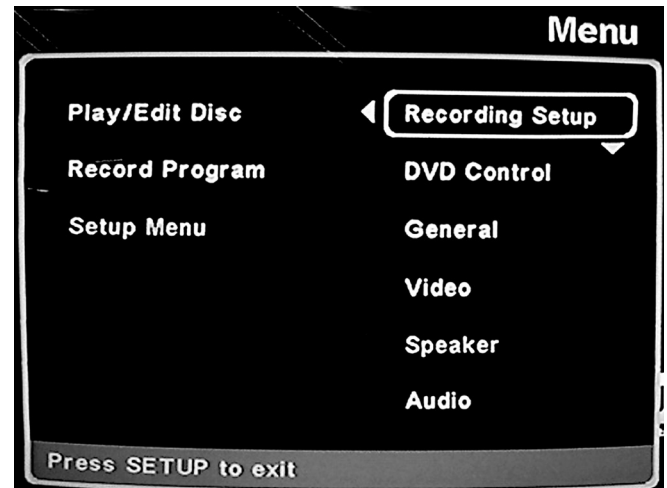 Menu
Play/Edit Disc
Recording Setup
Record Program
DVD Control
Setup Menu
General
Video
Speaker
Audio
Press SETUP to exit